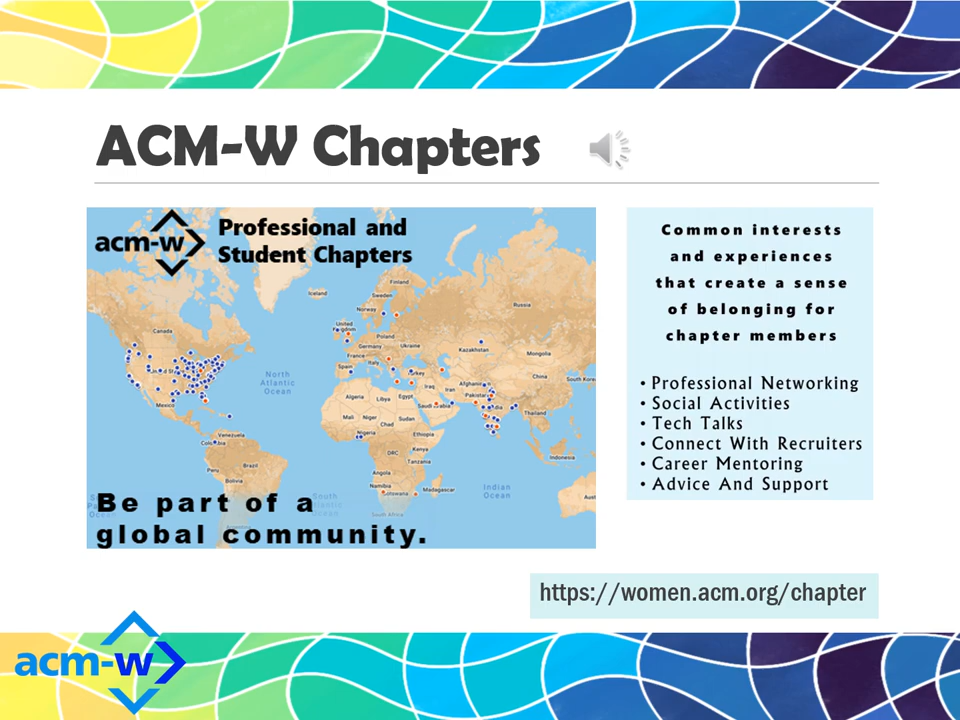 ACM-W Chapters
acm-w
Professional and
Student Chapters
Iceland
Finland
Sweden
Norway
Russia
Canada
United
Kingdom
Germany
Ukraine
Kazakhstan
Mongolia
France
Spain
Italy
Turkey
North
Atlantic
Ocean
Iraq
Afghanistan
China
South Korea
Pakistan
Algeria
Libya
Egypt
Saudi Arabia
Mexico
Mali
Niger
Chad
Sudan
Thailand
Nigeria
Ethiopia
Venezuela
Colombia
Kenya
DRC
Indonesia
Tanzania
Peru
Brazil
Angola
Bolivia
Namibia
Botswana
Madagascar
Indian
Ocean
South
Atlantic
Ocean
South Africa
Argentina
Be part of a
global community.
Common interests
and experiences
that create a sense
of belonging for
chapter members
• Professional Networking
• Social Activities
• Tech Talks
• Connect With Recruiters
• Career Mentoring
• Advice And Support
https://women.acm.org/chapter
acm-w